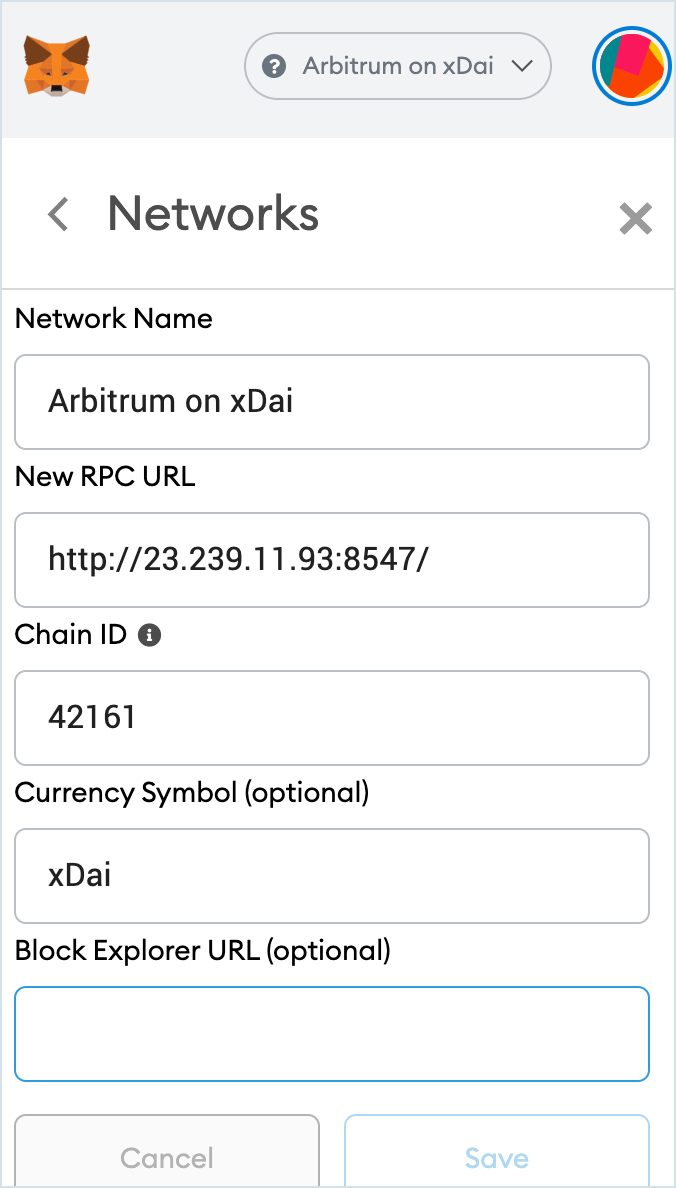 Arbitrum on xDai
Networks
Network Name
Arbitrum on xDai
New RPC URL
http://23.239.11.93:8547/
Chain ID
42161
Currency Symbol (optional)
xDai
Block Explorer URL (optional)
Cancel
Save